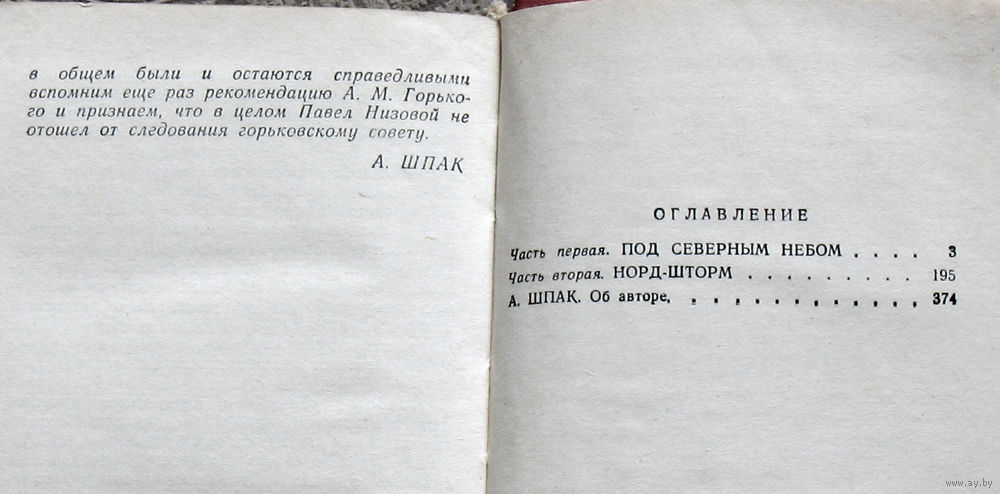 в общем были и остаются справедливыми
вспомним еще раз рекомендацию А. М. Горько-
го и признаем, что в целом Павел Низовой не
отошел от следования горьковскому совету.
А. ШПАК
ОГЛАВЛЕНИЕ
Часть первая. ПОД СЕВЕРНЫМ НЕБОМ . . . . 3
Часть вторая. НОРД-ШТОРМ . . . . . . . . . 195
А. ШПАК. Об авторе, . . . . . . . . . . . . 374
www.ay.by